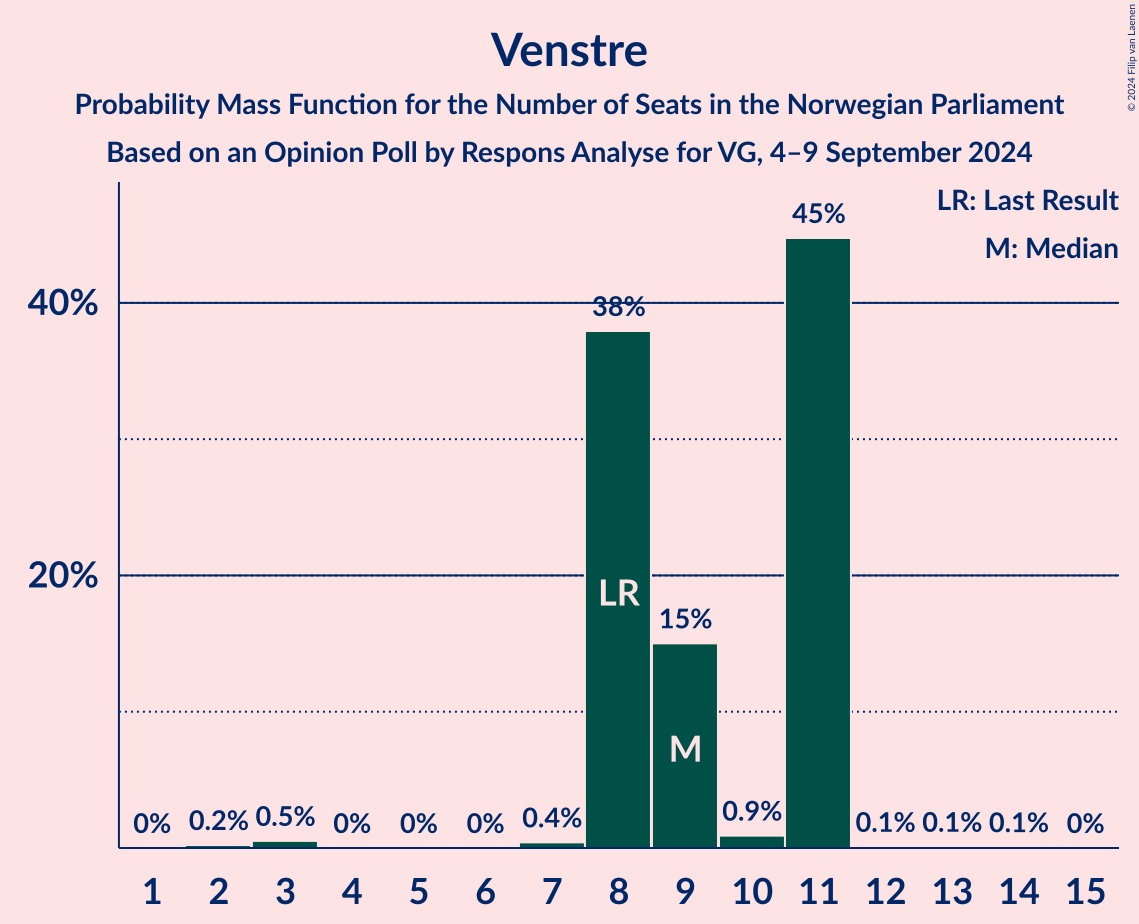 Venstre
Probability Mass Function for the Number of Seats in the Norwegian Parliament
Based on an Opinion Poll by Respons Analyse for VG, 4–9 September 2024
© 2024 Filip van Laenen
LR: Last Result
M: Median
40%
20%
0%
0.2%
0.5%
0%
0%
0%
0.4%
38%
15%
0.9%
45%
0.1%
0.1%
0.1%
0%
LR
M
1 2 3 4 5 6 7 8 9 10 11 12 13 14 15